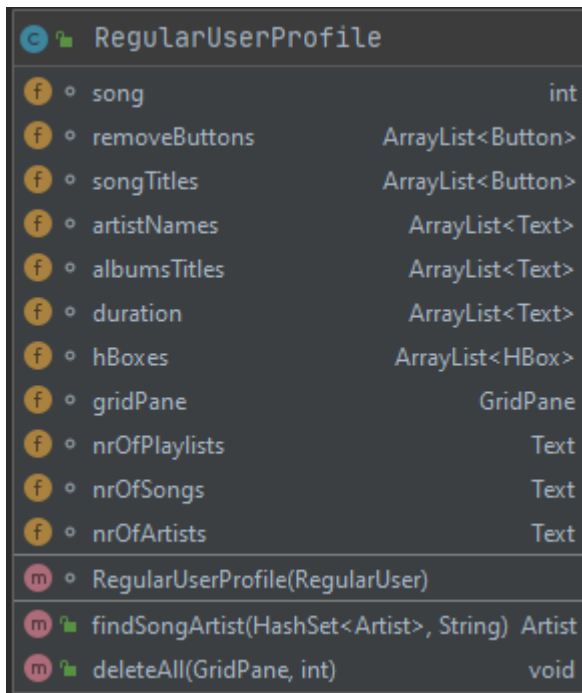 C RegularUserProfile
f song int
f removeButtons ArrayList<Button>
f songTitles ArrayList<Button>
f artistNames ArrayList<Text>
f albumsTitles ArrayList<Text>
f duration ArrayList<Text>
f hBoxes ArrayList<HBox>
f gridPane GridPane
f nrOfPlaylists Text
f nrOfSongs Text
f nrOfArtists Text
m RegularUserProfile(RegularUser)
m findSongArtist(HashSet<Artist>, String) Artist
m deleteAll(GridPane, int) void